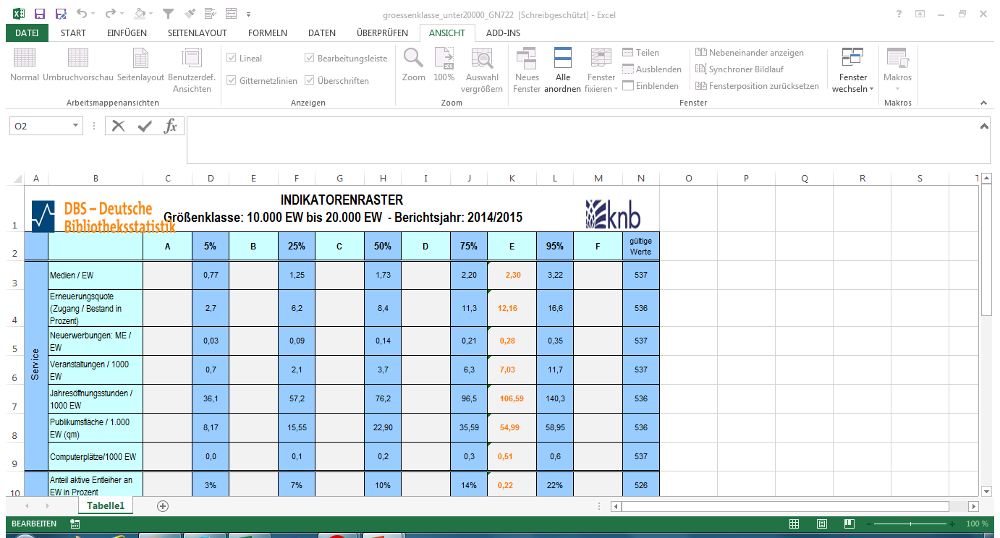 groessenklasse_unter20000_GN722 [Schreibgeschützt] - Excel
?
DATEI START EINFÜGEN SEITENLAYOUT FORMELN DATEN ÜBERPRÜFEN ANSICHT ADD-INS
Normal Umbruchvorschau Seitenlayout Benutzerdef.
Ansichten
Arbeitsmappenansichten
Lineal Bearbeitungsleiste
Gitternetzlinien Überschriften
Anzeigen
Zoom 100% Auswahl
vergrößern
Zoom
Neues
Fenster
Alle
anordnen
Fenster
fixieren
Teilen
Ausblenden
Einblenden
Nebeneinander anzeigen
Synchroner Bildlauf
Fensterposition zurücksetzen
Fenster
wechseln
Fenster
Makros
Makros
O2 fx
A B C D E F G H I J K L M N O P Q R S T
1
DBS – Deutsche
Bibliotheksstatistik
INDIKATORENRASTER
Größenklasse: 10.000 EW bis 20.000 EW - Berichtsjahr: 2014/2015
knb
2 A 5% B 25% C 50% D 75% E 95% F gültige
Werte
Service
3 Medien / EW 0,77 1,25 1,73 2,20 2,30 3,22 537
4 Erneuerungsquote
(Zugang / Bestand in
Prozent) 2,7 6,2 8,4 11,3 12,16 16,6 536
5 Neuerwerbungen: ME /
EW 0,03 0,09 0,14 0,21 0,28 0,35 537
6 Veranstaltungen / 1000
EW 0,7 2,1 3,7 6,3 7,03 11,7 537
7 Jahresöffnungsstunden /
1000 EW 36,1 57,2 76,2 96,5 106,59 140,3 536
8 Publikumsfläche / 1.000
EW (qm) 8,17 15,55 22,90 35,59 54,99 58,95 536
9 Computerplätze/1000 EW 0,0 0,1 0,2 0,3 0,51 0,6 537
10 Anteil aktive Entleiher an
EW in Prozent 3% 7% 10% 14% 0,22 22% 526
Tabelle1
BEARBEITEN 100 %